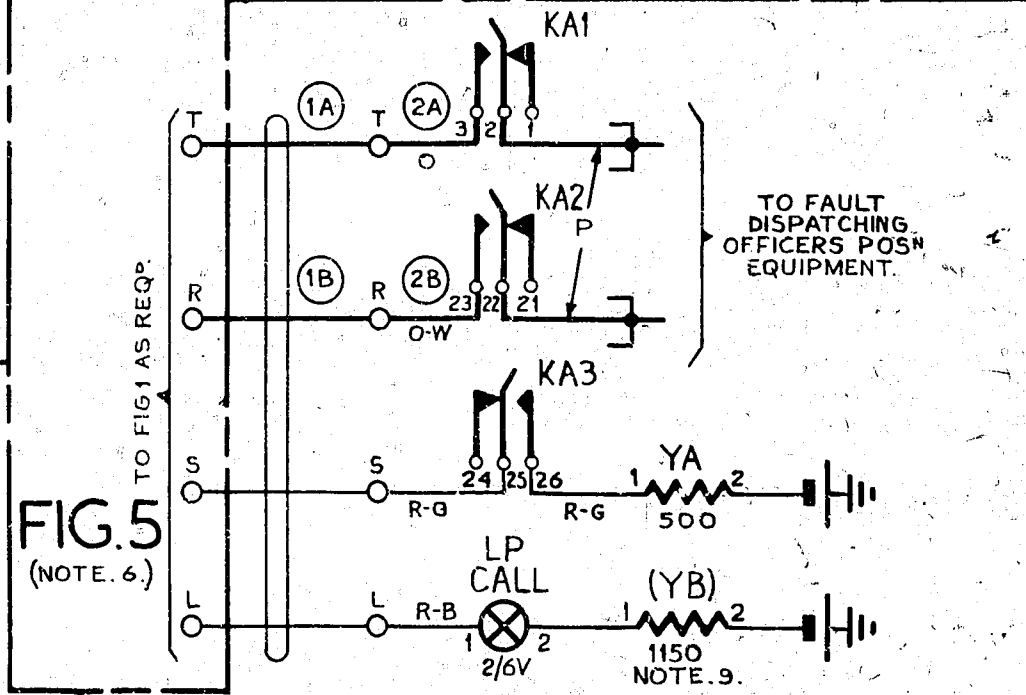 KA1
T
1A
T
2A
3 2 1
O
KA2
P
TO FAULT
DISPATCHING
OFFICERS POSN
EQUIPMENT.
R
1B
R
2B
23 22 21
O-W
TO FIG 1 AS REQD.
KA3
S
S
24 25 26
R-G
R-G
YA
1 2
500
FIG.5
(NOTE. 6.)
LP
CALL
(YB)
L
L
R-B
1 2
2/6V
1 2
1150
NOTE.9.